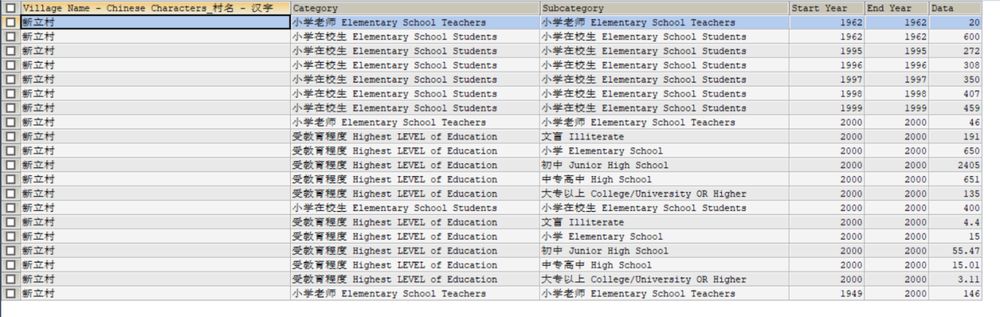 Village Name - Chinese Characters_村名 - 汉字 Category Subcategory Start Year End Year Data
新立村 小学老师 Elementary School Teachers 小学老师 Elementary School Teachers 1962 1962 20
新立村 小学在校生 Elementary School Students 小学在校生 Elementary School Students 1962 1962 600
新立村 小学在校生 Elementary School Students 小学在校生 Elementary School Students 1995 1995 272
新立村 小学在校生 Elementary School Students 小学在校生 Elementary School Students 1996 1996 308
新立村 小学在校生 Elementary School Students 小学在校生 Elementary School Students 1997 1997 350
新立村 小学在校生 Elementary School Students 小学在校生 Elementary School Students 1998 1998 407
新立村 小学在校生 Elementary School Students 小学在校生 Elementary School Students 1999 1999 459
新立村 小学老师 Elementary School Teachers 小学老师 Elementary School Teachers 2000 2000 46
新立村 受教育程度 Highest LEVEL of Education 文盲 Illiterate 2000 2000 191
新立村 受教育程度 Highest LEVEL of Education 小学 Elementary School 2000 2000 650
新立村 受教育程度 Highest LEVEL of Education 初中 Junior High School 2000 2000 2405
新立村 受教育程度 Highest LEVEL of Education 中专高中 High School 2000 2000 651
新立村 受教育程度 Highest LEVEL of Education 大专以上 College/University OR Higher 2000 2000 135
新立村 小学在校生 Elementary School Students 小学在校生 Elementary School Students 2000 2000 400
新立村 受教育程度 Highest LEVEL of Education 文盲 Illiterate 2000 2000 4.4
新立村 受教育程度 Highest LEVEL of Education 小学 Elementary School 2000 2000 15
新立村 受教育程度 Highest LEVEL of Education 初中 Junior High School 2000 2000 55.47
新立村 受教育程度 Highest LEVEL of Education 中专高中 High School 2000 2000 15.01
新立村 受教育程度 Highest LEVEL of Education 大专以上 College/University OR Higher 2000 2000 3.11
新立村 小学老师 Elementary School Teachers 小学老师 Elementary School Teachers 1949 2000 146